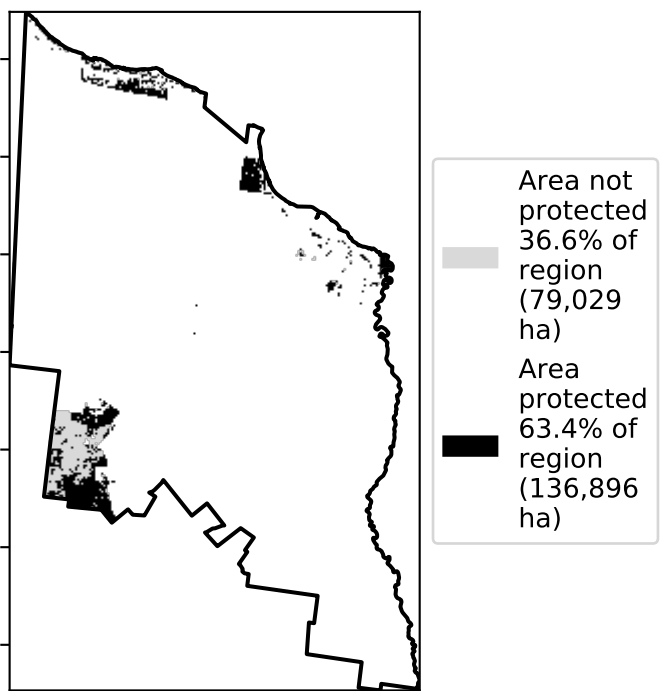 Area not
protected
36.6% of
region
(79,029
ha)
Area
protected
63.4% of
region
(136,896
ha)